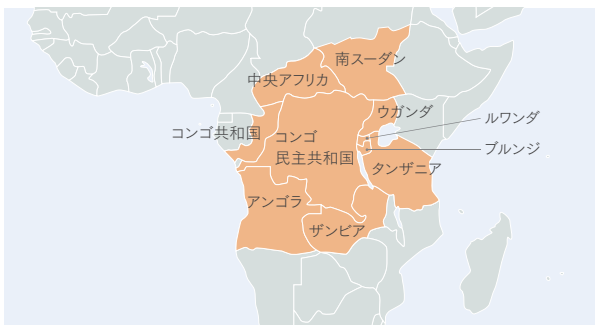 南スーダン
中央アフリカ
ウガンダ
ルワンダ
コンゴ共和国
コンゴ
民主共和国
ブルンジ
タンザニア
アンゴラ
ザンビア